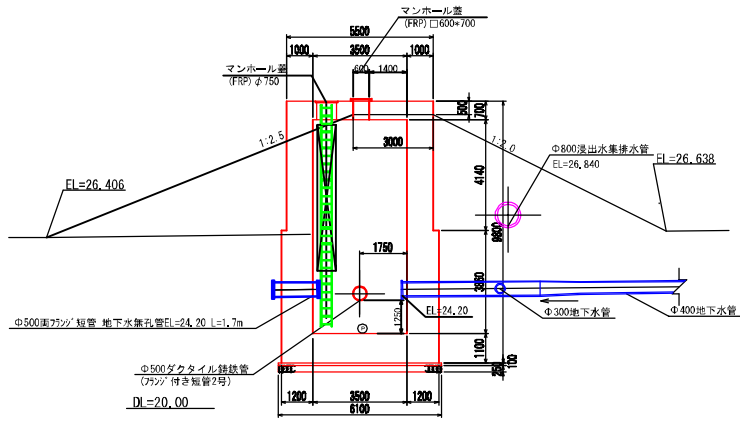 マンホール蓋
(FRP) □600*700
5500
1000
3500
1000
マンホール蓋
(FRP) φ750
600
1400
500
700
1:2.5
1:2.0
3000
Φ800浸出水集排水管
EL=26.840
EL=26.638
EL=26.406
4140
9800
1750
3860
EL=24.20
1250
P
Φ300地下水管
Φ400地下水管
Φ500両フランジ短管 地下水無孔管EL=24.20 L=1.7m
Φ500ダクタイル鋳鉄管
(フランジ付き短管2号)
1100
250
100
DL=20.00
1200
3500
1200
6100